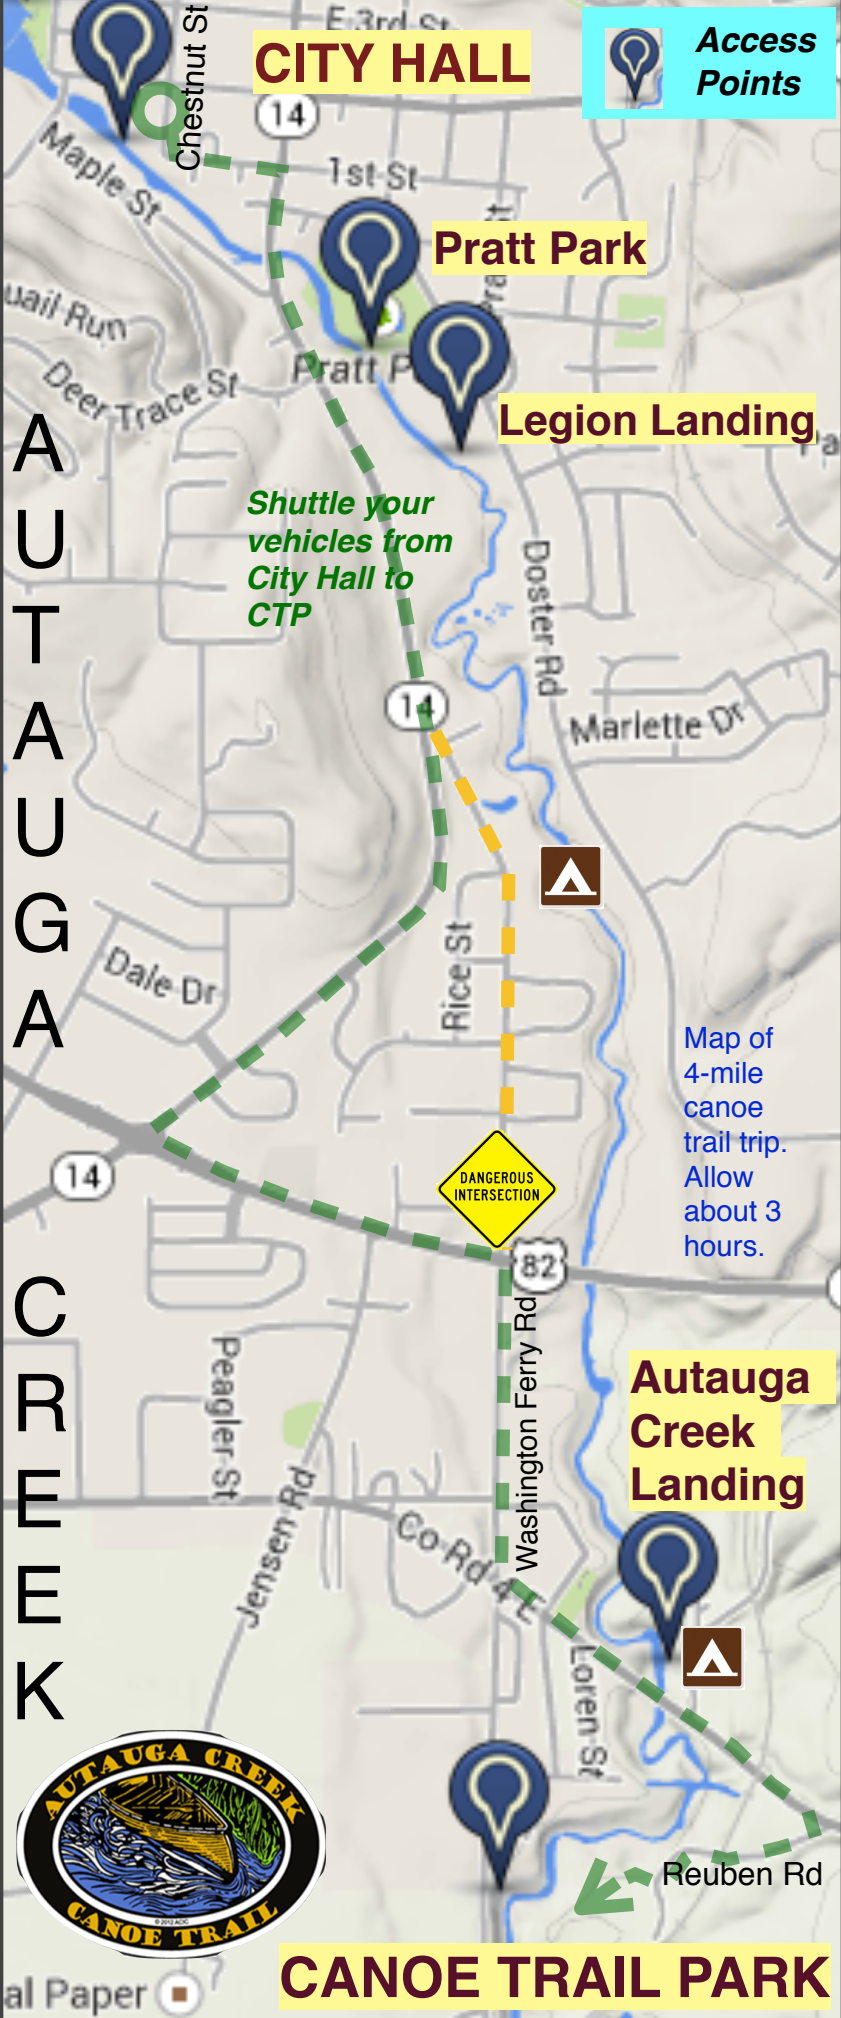 E 3rd St
Chestnut St
CITY HALL
Access
Points
14
Maple St
1st St
Pratt Park
Quail Run
Pratt P
Deer Trace St
Legion Landing
Shuttle your
vehicles from
City Hall to
CTP
Doster Rd
14
Marlette Dr
AUTAUGA
Rice St
Dale Dr
Map of
4-mile
canoe
trail trip.
Allow
about 3
hours.
14
DANGEROUS
INTERSECTION
82
CREEK
Washington Ferry Rd
Peagler St
Autauga
Creek
Landing
Jensen Rd
Co Rd 4 E
Loren St
AUTAUGA CREEK
CANOE TRAIL
© 2012 ACIC
Reuben Rd
CANOE TRAIL PARK
al Paper